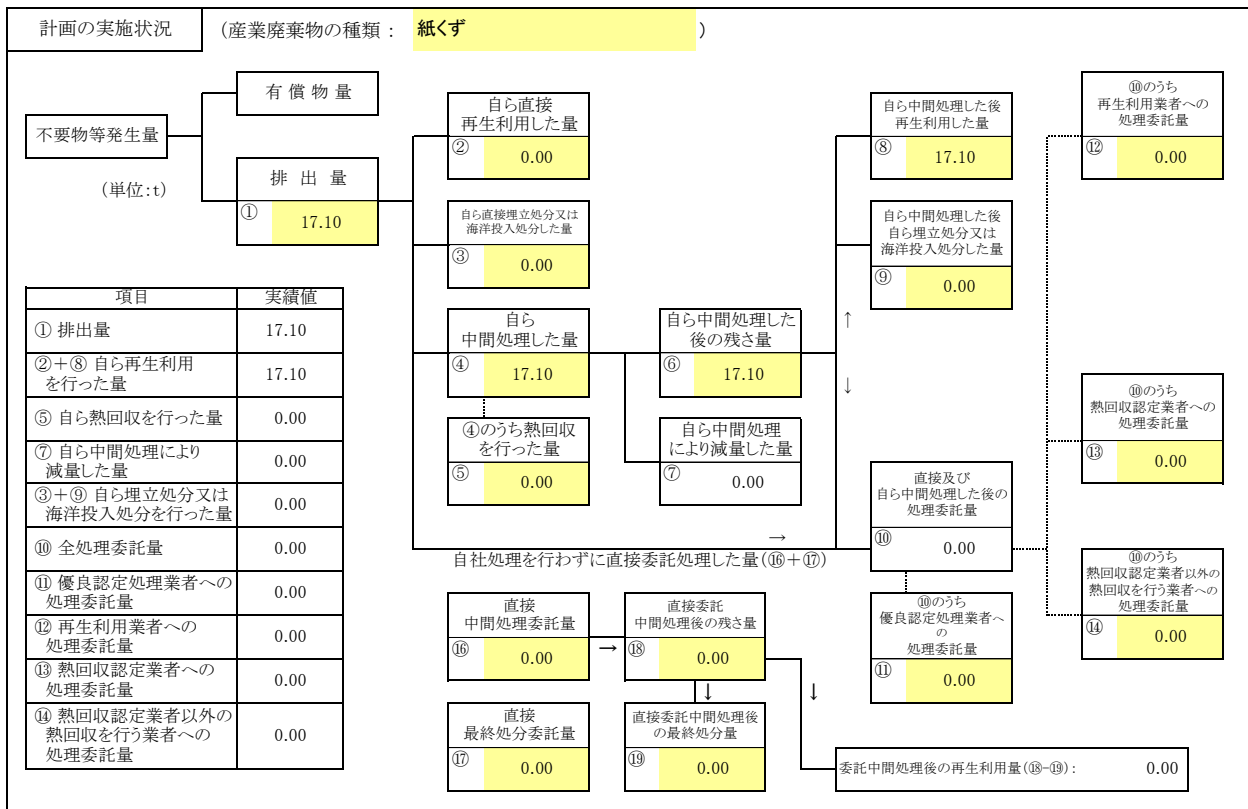 計画の実施状況
(産業廃棄物の種類： 紙くず )
不要物等発生量
(単位:t)
有 償 物 量
排 出 量
① 17.10
自ら直接
再生利用した量
② 0.00
自ら直接埋立処分又は
海洋投入処分した量
③ 0.00
自ら
中間処理した量
④ 17.10
④のうち熱回収
を行った量
⑤ 0.00
自ら中間処理した
後の残さ量
⑥ 17.10
自ら中間処理
により減量した量
⑦ 0.00
自ら中間処理した後
再生利用した量
⑧ 17.10
自ら中間処理した後
自ら埋立処分又は
海洋投入処分した量
⑨ 0.00
↑
↓
直接及び
自ら中間処理した後の
処理委託量
⑩ 0.00
⑩のうち
優良認定処理業者へ
の
処理委託量
⑪ 0.00
⑩のうち
再生利用業者への
処理委託量
⑫ 0.00
⑩のうち
熱回収認定業者への
処理委託量
⑬ 0.00
⑩のうち
熱回収認定業者以外の
熱回収を行う業者への
処理委託量
⑭ 0.00
→
自社処理を行わずに直接委託処理した量(⑯＋⑰)
直接
中間処理委託量
⑯ 0.00
→
直接委託
中間処理後の残さ量
⑱ 0.00
↓
↓
直接
最終処分委託量
⑰ 0.00
直接委託中間処理後
の最終処分量
⑲ 0.00
委託中間処理後の再生利用量(⑱-⑲)： 0.00
項目 実績値
① 排出量 17.10
②＋⑧ 自ら再生利用
を行った量 17.10
⑤ 自ら熱回収を行った量 0.00
⑦ 自ら中間処理により
減量した量 0.00
③＋⑨ 自ら埋立処分又は
海洋投入処分を行った量 0.00
⑩ 全処理委託量 0.00
⑪ 優良認定処理業者への
処理委託量 0.00
⑫ 再生利用業者への
処理委託量 0.00
⑬ 熱回収認定業者への
処理委託量 0.00
⑭ 熱回収認定業者以外の
熱回収を行う業者への
処理委託量 0.00